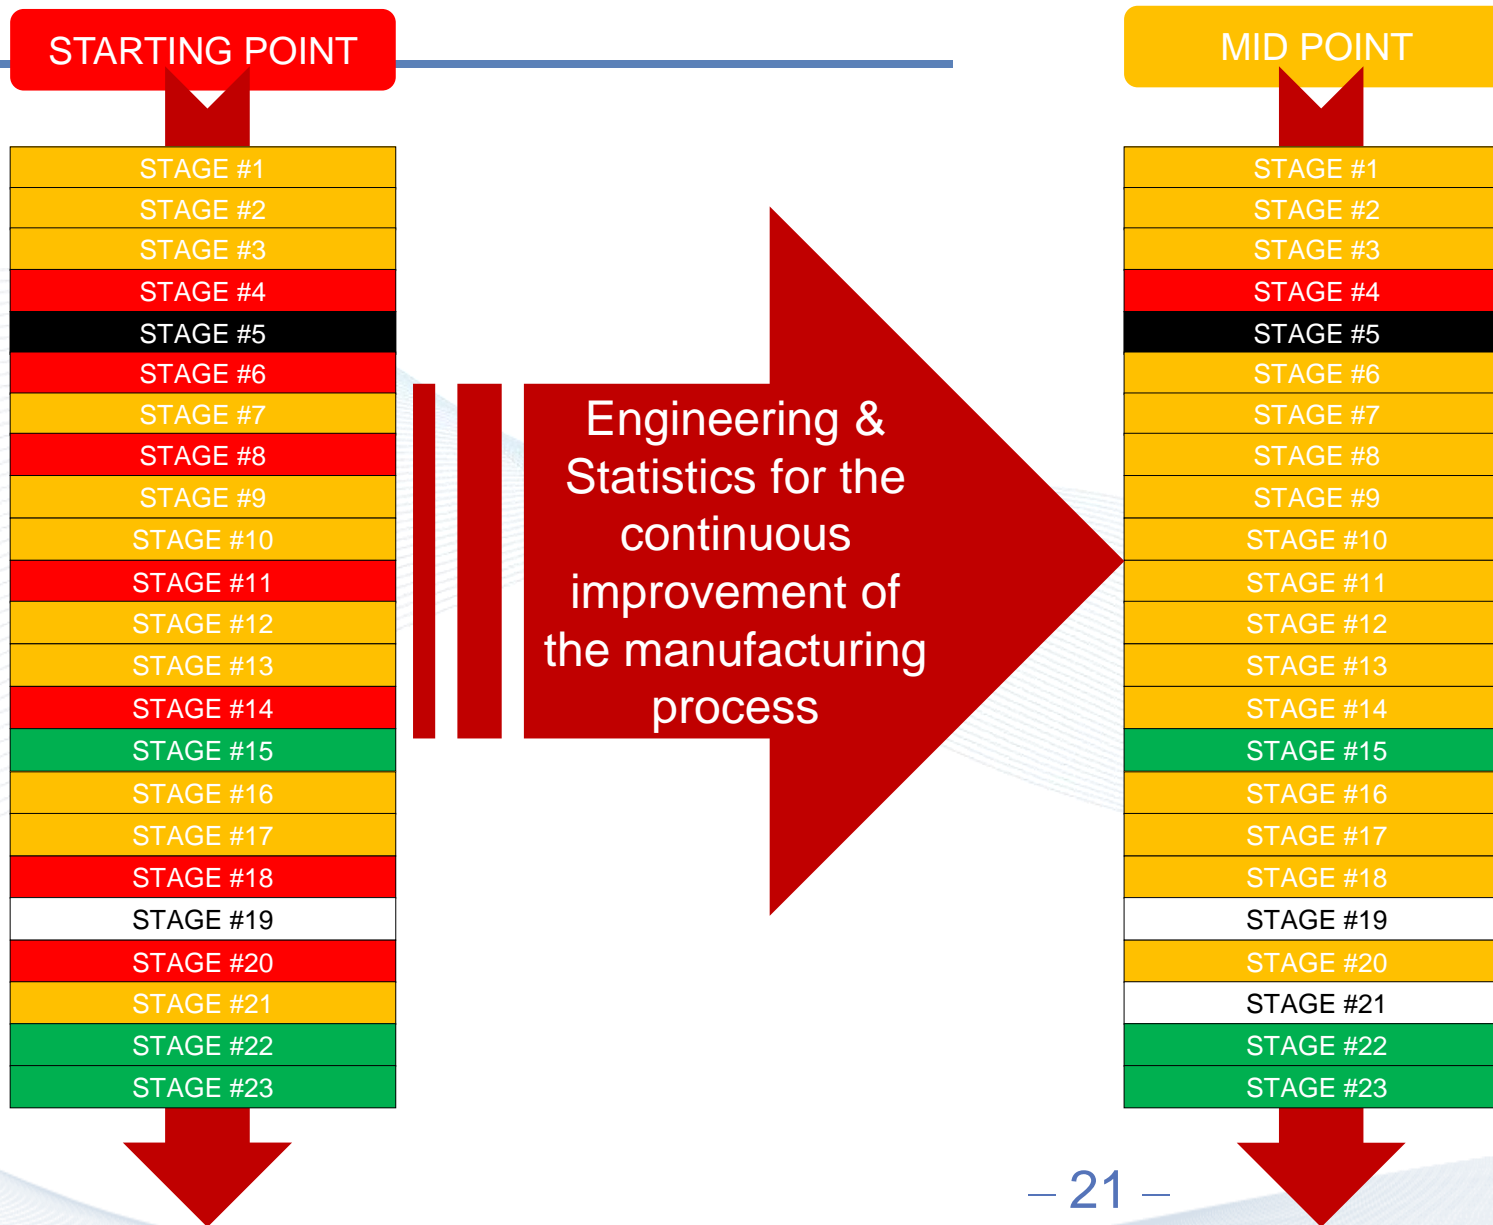 STARTING POINT
STAGE #1
STAGE #2
STAGE #3
STAGE #4
STAGE #5
STAGE #6
STAGE #7
STAGE #8
STAGE #9
STAGE #10
STAGE #11
STAGE #12
STAGE #13
STAGE #14
STAGE #15
STAGE #16
STAGE #17
STAGE #18
STAGE #19
STAGE #20
STAGE #21
STAGE #22
STAGE #23
Engineering &
Statistics for the
continuous
improvement of
the manufacturing
process
MID POINT
STAGE #1
STAGE #2
STAGE #3
STAGE #4
STAGE #5
STAGE #6
STAGE #7
STAGE #8
STAGE #9
STAGE #10
STAGE #11
STAGE #12
STAGE #13
STAGE #14
STAGE #15
STAGE #16
STAGE #17
STAGE #18
STAGE #19
STAGE #20
STAGE #21
STAGE #22
STAGE #23
– 21 –